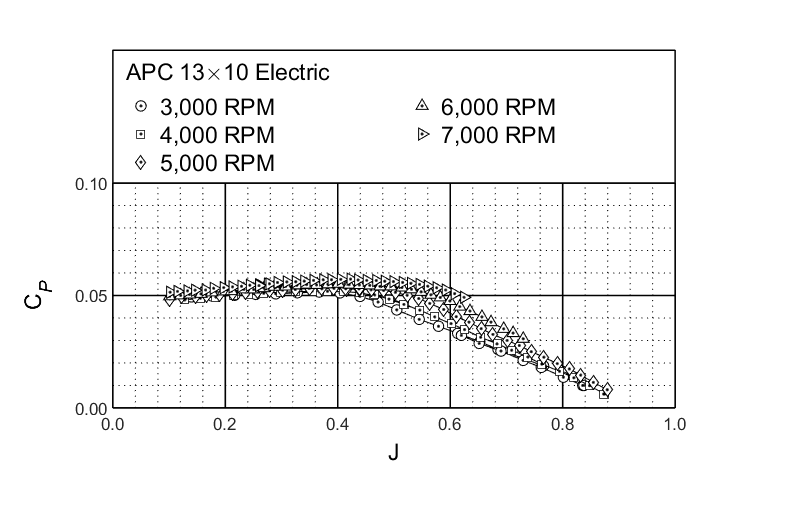 APC 13×10 Electric
3,000 RPM
4,000 RPM
5,000 RPM
6,000 RPM
7,000 RPM
0.10
0.05
0.00
C_P
0.0 0.2 0.4 0.6 0.8 1.0
J